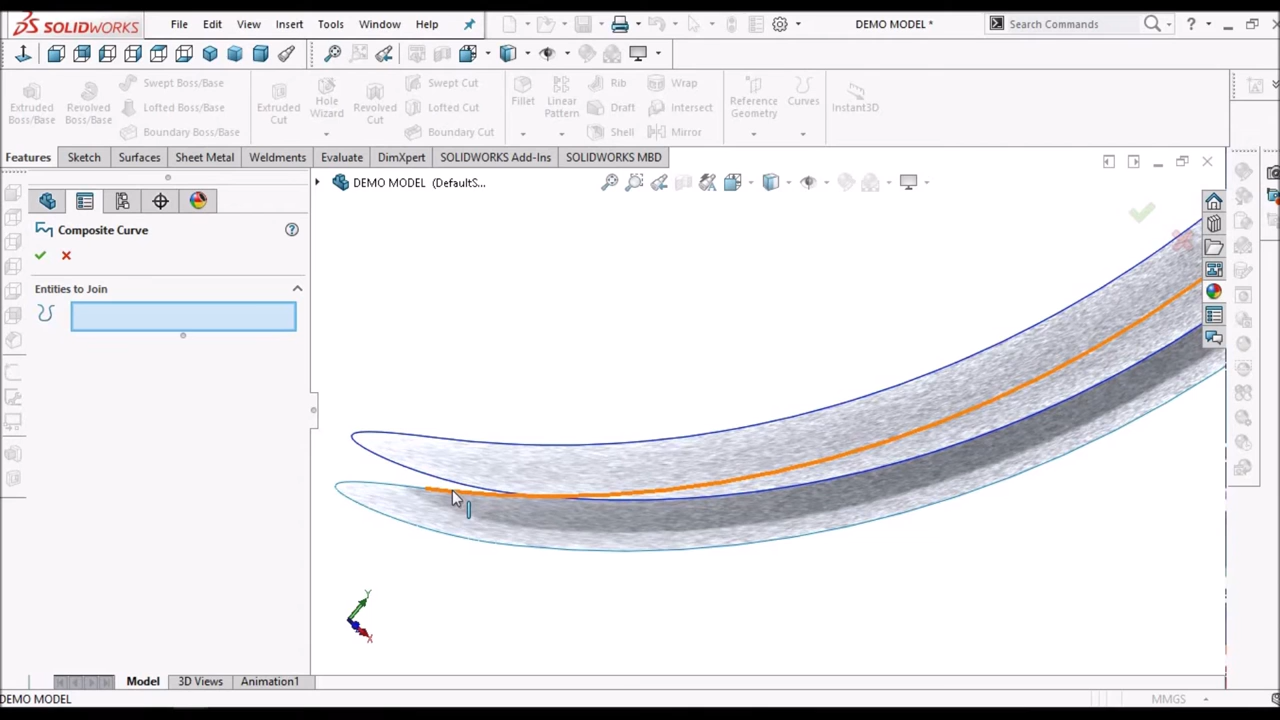 SOLIDWORKS File Edit View Insert Tools Window Help DEMO MODEL * Search Commands
Extruded Boss/Base
Revolved Boss/Base
Swept Boss/Base
Lofted Boss/Base
Boundary Boss/Base
Extruded Cut
Hole Wizard
Revolved Cut
Swept Cut
Lofted Cut
Boundary Cut
Fillet
Linear Pattern
Rib
Draft
Shell
Wrap
Intersect
Mirror
Reference Geometry
Curves
Instant3D
Features Sketch Surfaces Sheet Metal Weldments Evaluate DimXpert SOLIDWORKS Add-Ins SOLIDWORKS MBD
DEMO MODEL (DefaultS...
Composite Curve
Entities to Join
Y
X
Model 3D Views Animation1
DEMO MODEL MMGS